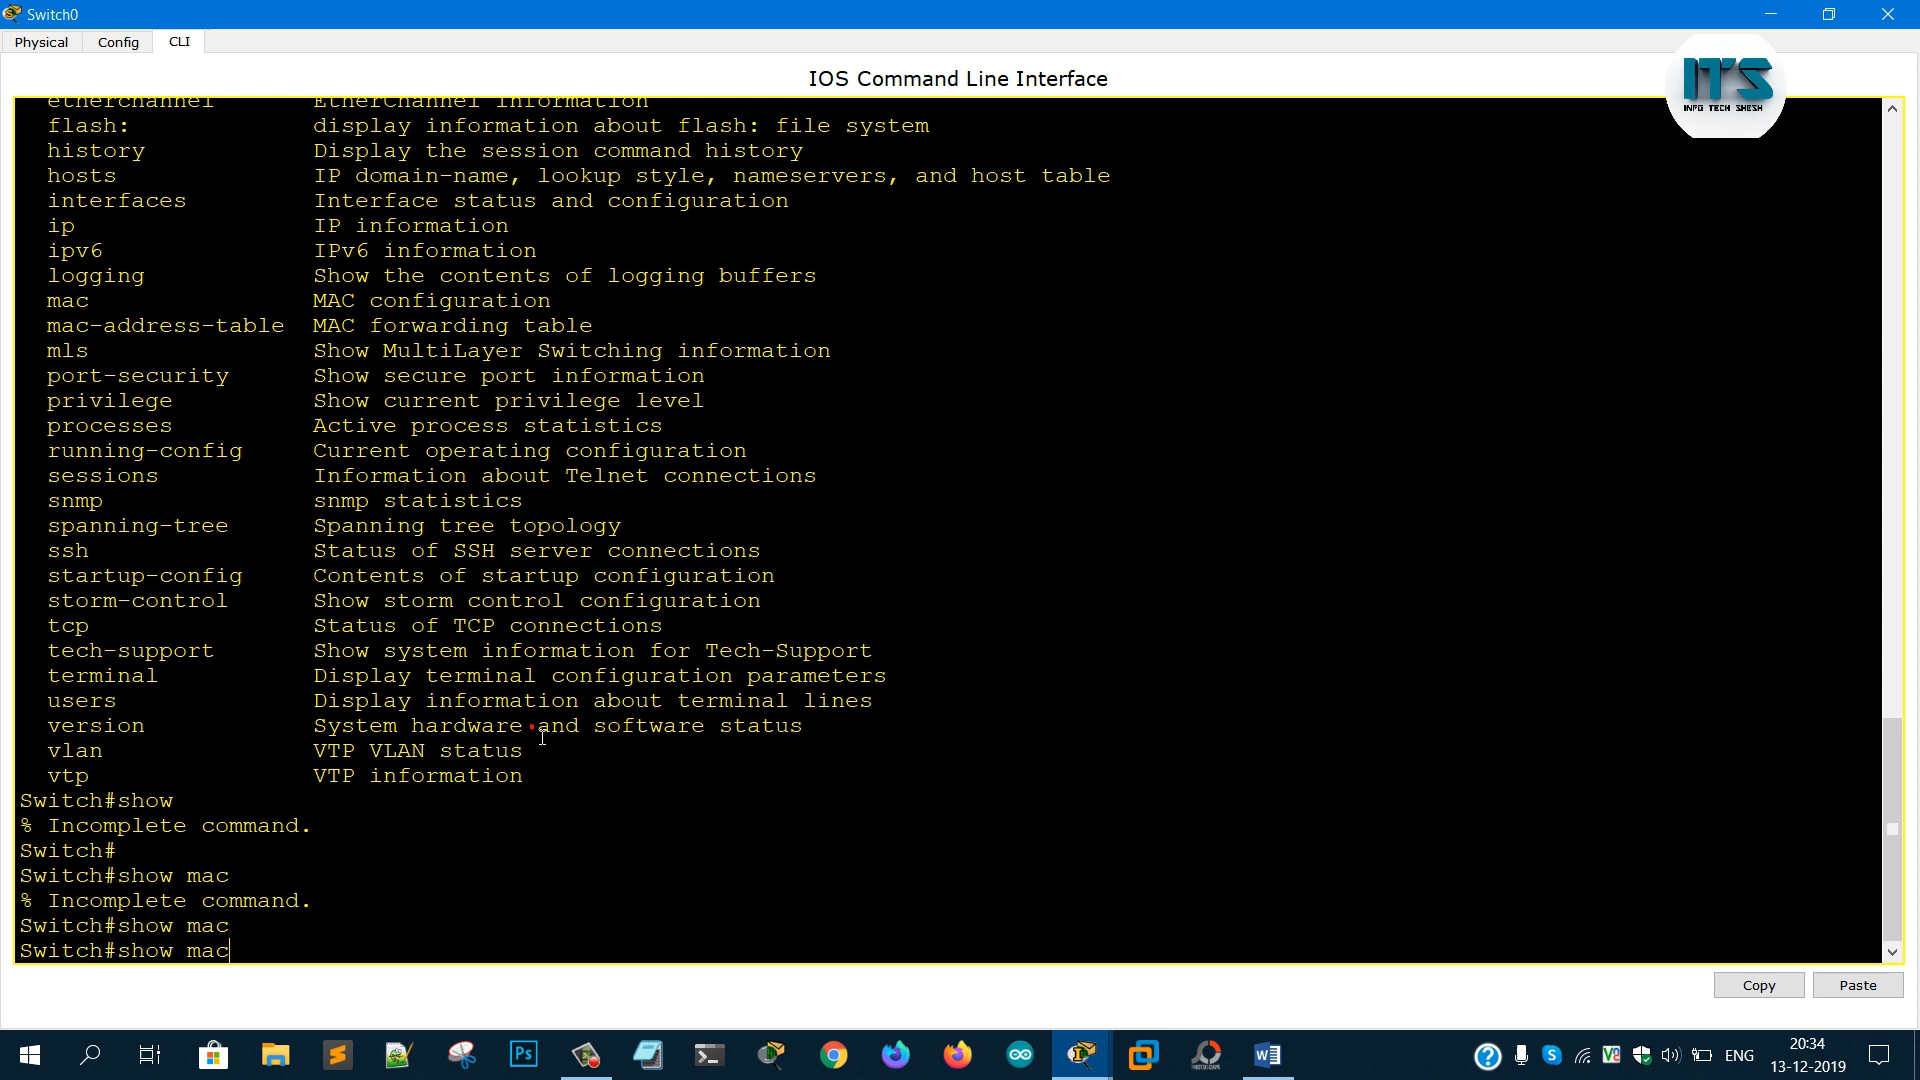 Switch0
Physical Config CLI
IOS Command Line Interface
ITS
INFO TECH SHESH
etherchannel EtherChannel information
flash: display information about flash: file system
history Display the session command history
hosts IP domain-name, lookup style, nameservers, and host table
interfaces Interface status and configuration
ip IP information
ipv6 IPv6 information
logging Show the contents of logging buffers
mac MAC configuration
mac-address-table MAC forwarding table
mls Show MultiLayer Switching information
port-security Show secure port information
privilege Show current privilege level
processes Active process statistics
running-config Current operating configuration
sessions Information about Telnet connections
snmp snmp statistics
spanning-tree Spanning tree topology
ssh Status of SSH server connections
startup-config Contents of startup configuration
storm-control Show storm control configuration
tcp Status of TCP connections
tech-support Show system information for Tech-Support
terminal Display terminal configuration parameters
users Display information about terminal lines
version System hardware and software status
vlan VTP VLAN status
vtp VTP information
Switch#show
% Incomplete command.
Switch#
Switch#show mac
% Incomplete command.
Switch#show mac
Switch#show mac
Copy Paste
Ps
ENG
20:34
13-12-2019